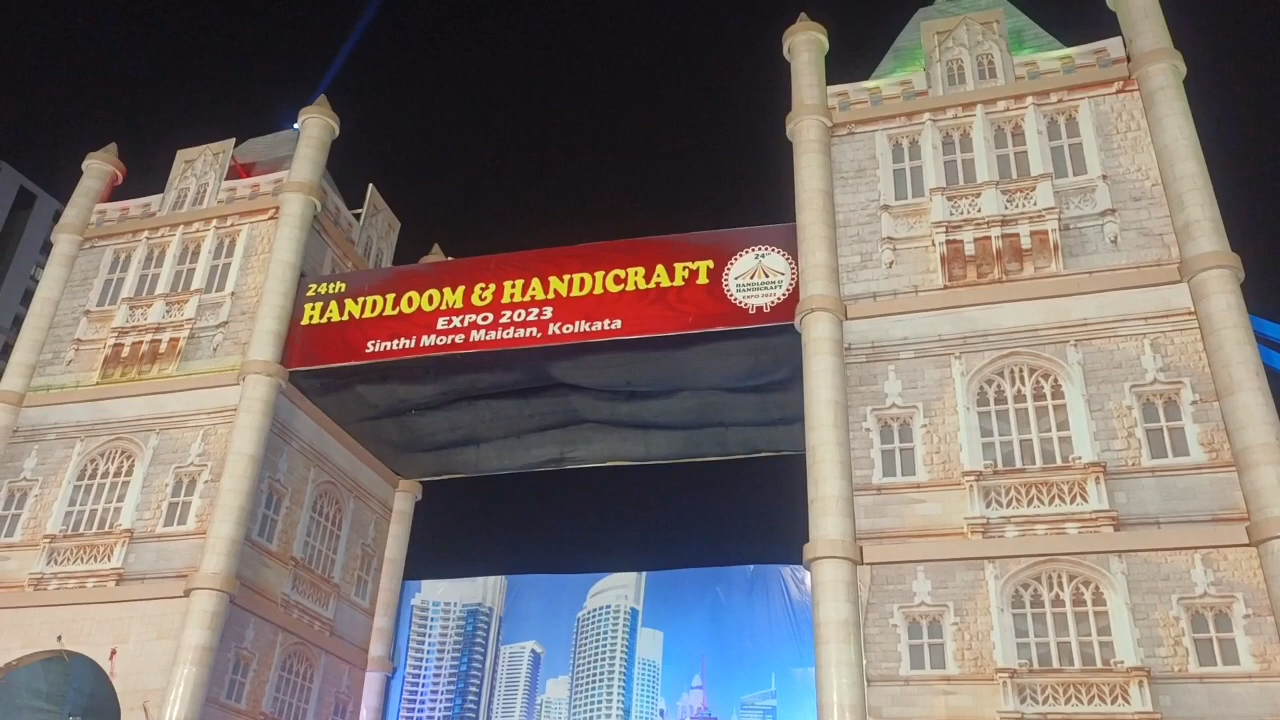 24th
HANDLOOM & HANDICRAFT
EXPO 2023
Sinthi More Maidan, Kolkata
24th
HANDLOOM &
HANDICRAFT
EXPO 2023